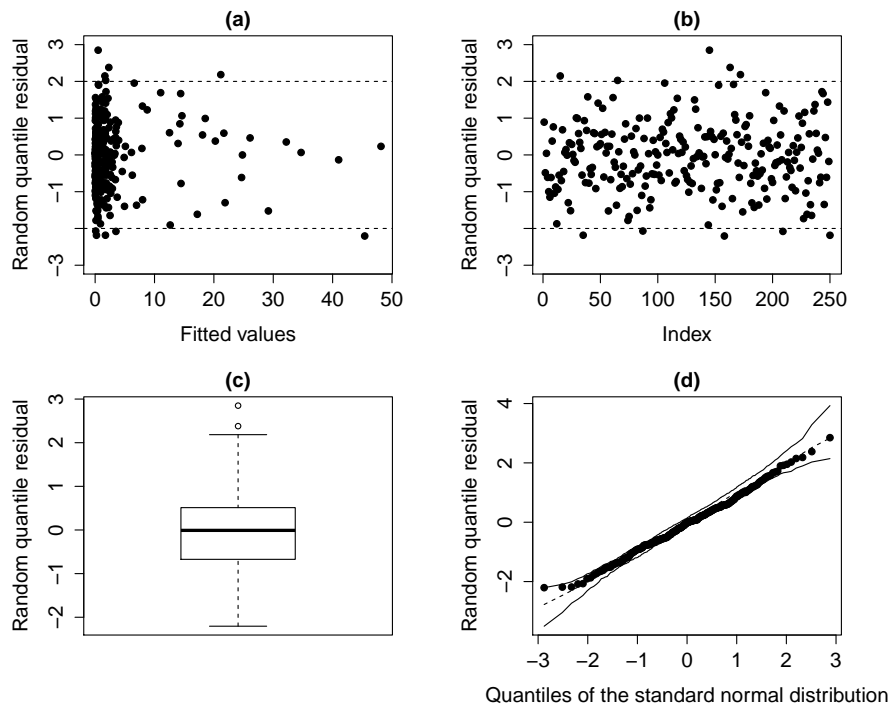 (a)
Random quantile residual
3
2
1
0
−1
−3
0 10 20 30 40 50
Fitted values
(b)
Random quantile residual
3
2
1
0
−1
−3
0 50 100 150 200 250
Index
(c)
Random quantile residual
3
2
1
0
−1
−2
(d)
Random quantile residual
4
2
0
−2
−3 −2 −1 0 1 2 3
Quantiles of the standard normal distribution